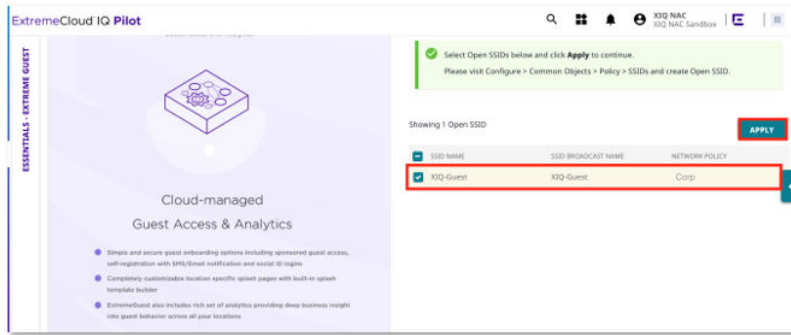 ExtremeCloud IQ Pilot
XIQ NAC
XIQ NAC Sandbox
ESSENTIALS - EXTREME GUEST
Cloud-managed
Guest Access & Analytics
Simple and secure guest onboarding options including sponsored guest access,
self-registration with SMS/Email notification and social ID logins
Completely customizable location specific splash pages with built-in splash
template builder
ExtremeGuest also includes rich set of analytics providing deep business insight
into guest behavior across all your locations
Select Open SSIDs below and click Apply to continue.
Please visit Configure > Common Objects > Policy > SSIDs and create Open SSID.
Showing 1 Open SSID
APPLY
SSID NAME SSID BROADCAST NAME NETWORK POLICY
XIQ-Guest XIQ-Guest Corp